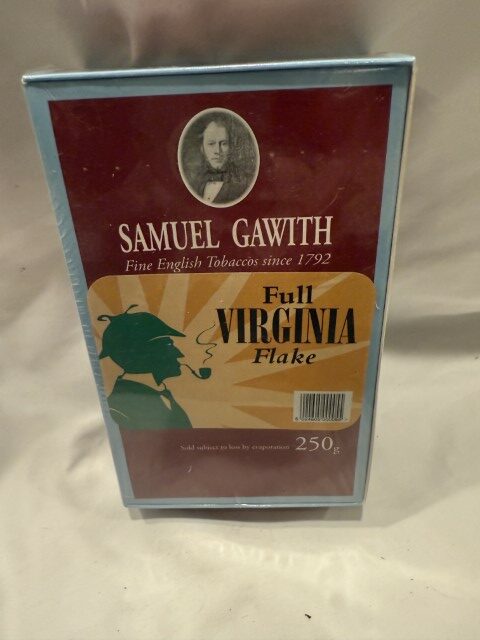 SAMUEL GAWITH
Fine English Tobaccos since 1792
Full
VIRGINIA
Flake
Sold subject to loss by evaporation 250g